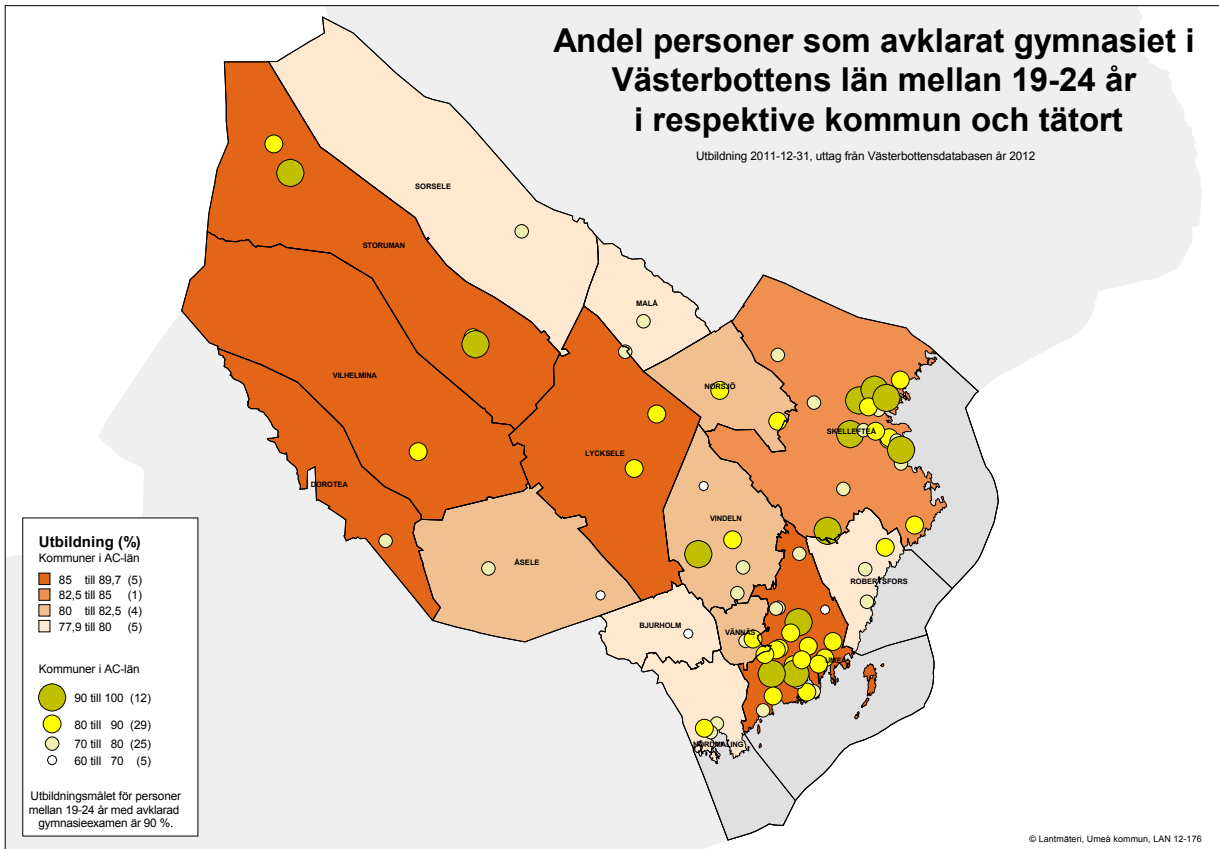 Andel personer som avklarat gymnasiet i
Västerbottens län mellan 19-24 år
i respektive kommun och tätort
Utbildning 2011-12-31, uttag från Västerbottensdatabasen år 2012
SORSELE
STORUMAN
MALÅ
VILHELMINA
NORSJÖ
SKELLEFTEÅ
LYCKSELE
DOROTEA
VINDELN
ÅSELE
ROBERTSFORS
BJURHOLM
VÄNNÄS
UMEÅ
NORDMALING
Utbildning (%)
Kommuner i AC-län
85 till 89,7 (5)
82,5 till 85 (1)
80 till 82,5 (4)
77,9 till 80 (5)
Kommuner i AC-län
90 till 100 (12)
80 till 90 (29)
70 till 80 (25)
60 till 70 (5)
Utbildningsmålet för personer
mellan 19-24 år med avklarad
gymnasieexamen är 90 %.
© Lantmäteri, Umeå kommun, LAN 12-176